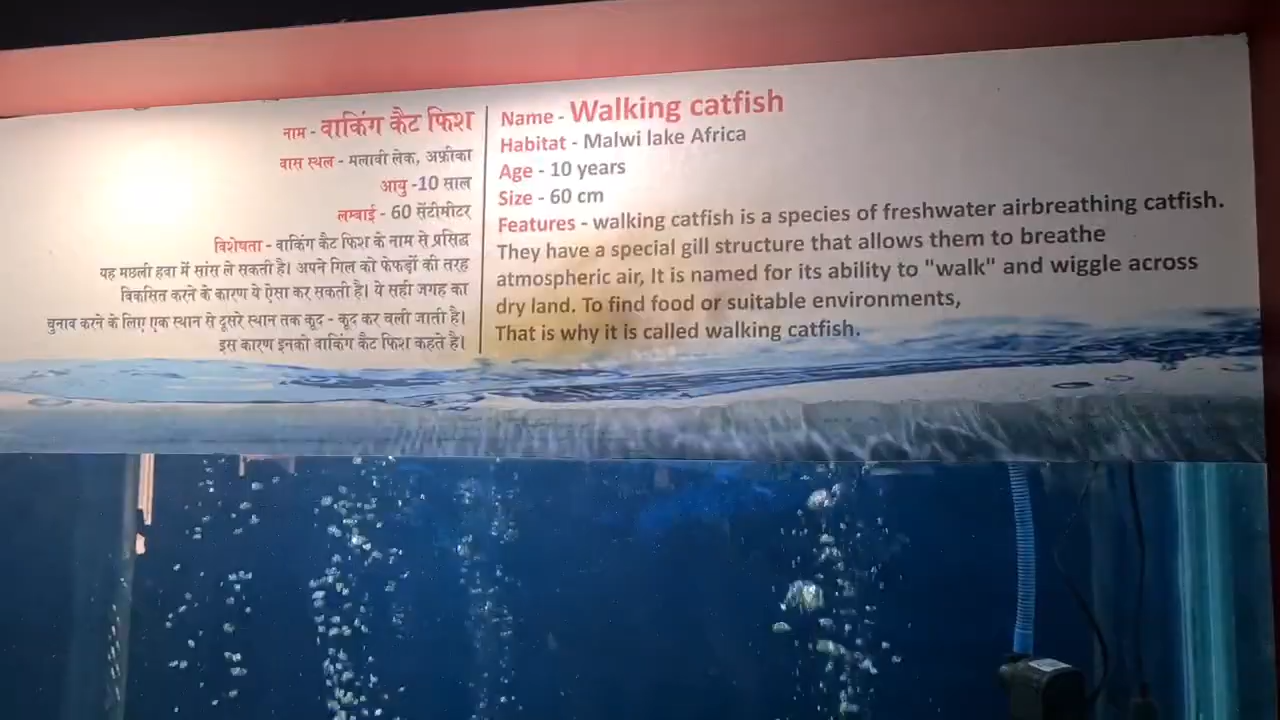 नाम - वाकिंग कैट फिश
वास स्थल - मलावी लेक, अफ्रीका
आयु -10 साल
लम्बाई - 60 सेंटीमीटर
विशेषता - वाकिंग कैट फिश के नाम से प्रसिद्ध
यह मछली हवा में सांस ले सकती है। अपने गिल को फेफड़ों की तरह
विकसित करने के कारण ये ऐसा कर सकती है। ये सही जगह का
चुनाव करने के लिए एक स्थान से दूसरे स्थान तक कूद - कूद कर चली जाती है।
इस कारण इनको वाकिंग कैट फिश कहते है।
Name - Walking catfish
Habitat - Malwi lake Africa
Age - 10 years
Size - 60 cm
Features - walking catfish is a species of freshwater airbreathing catfish.
They have a special gill structure that allows them to breathe
atmospheric air, It is named for its ability to "walk" and wiggle across
dry land. To find food or suitable environments,
That is why it is called walking catfish.